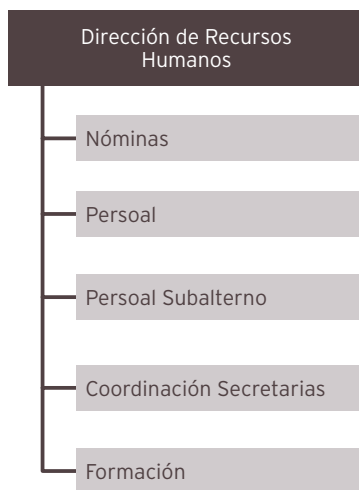 Dirección de Recursos
Humanos
Nóminas
Persoal
Persoal Subalterno
Coordinación Secretarias
Formación